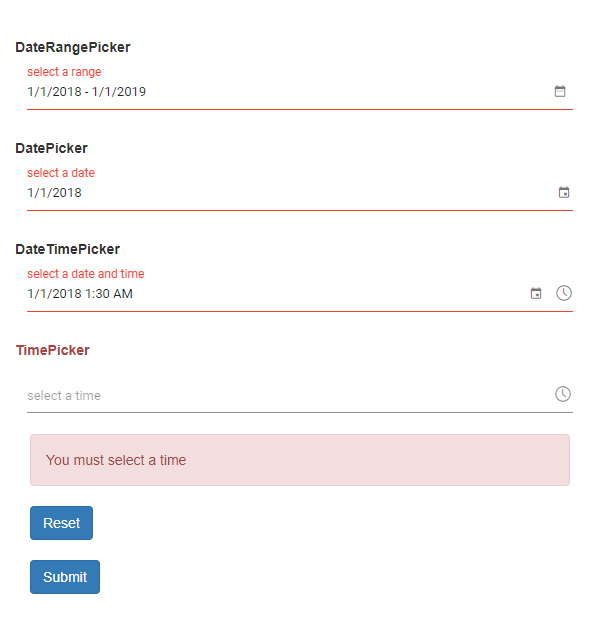 DateRangePicker
select a range
1/1/2018 - 1/1/2019
DatePicker
select a date
1/1/2018
DateTimePicker
select a date and time
1/1/2018 1:30 AM
TimePicker
select a time
You must select a time
Reset
Submit